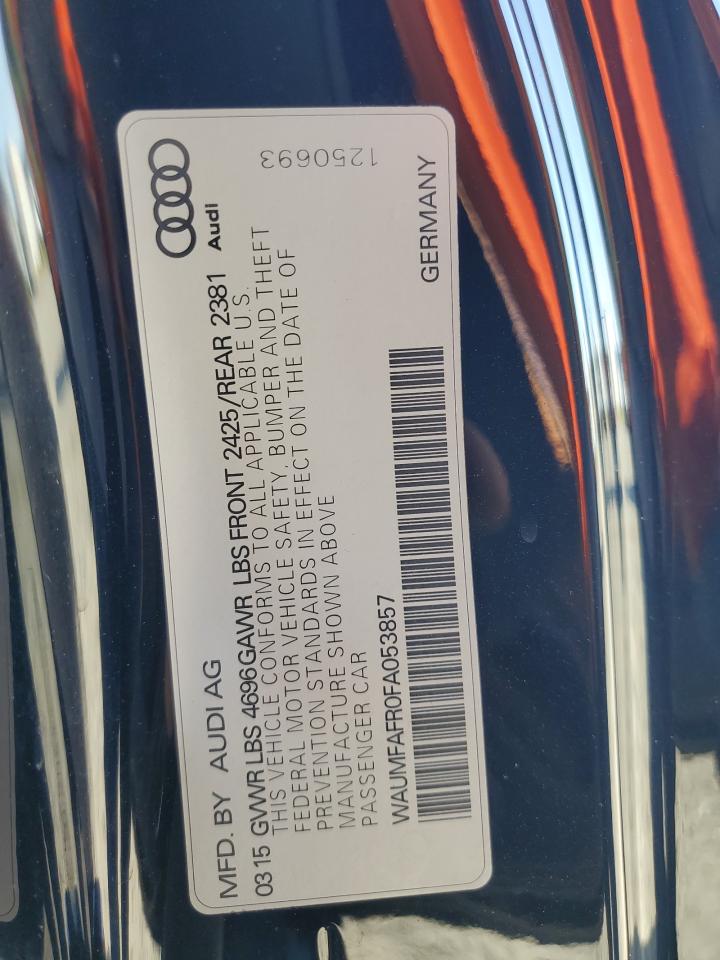 MFD. BY AUDI AG
Audi
03 15 GVWR LBS 4696 GAWR LBS FRONT 2425/REAR 2381
THIS VEHICLE CONFORMS TO ALL APPLICABLE U.S.
FEDERAL MOTOR VEHICLE SAFETY, BUMPER AND THEFT
PREVENTION STANDARDS IN EFFECT ON THE DATE OF
MANUFACTURE SHOWN ABOVE
PASSENGER CAR
1250693
WAUMFAFR0FA053857
GERMANY